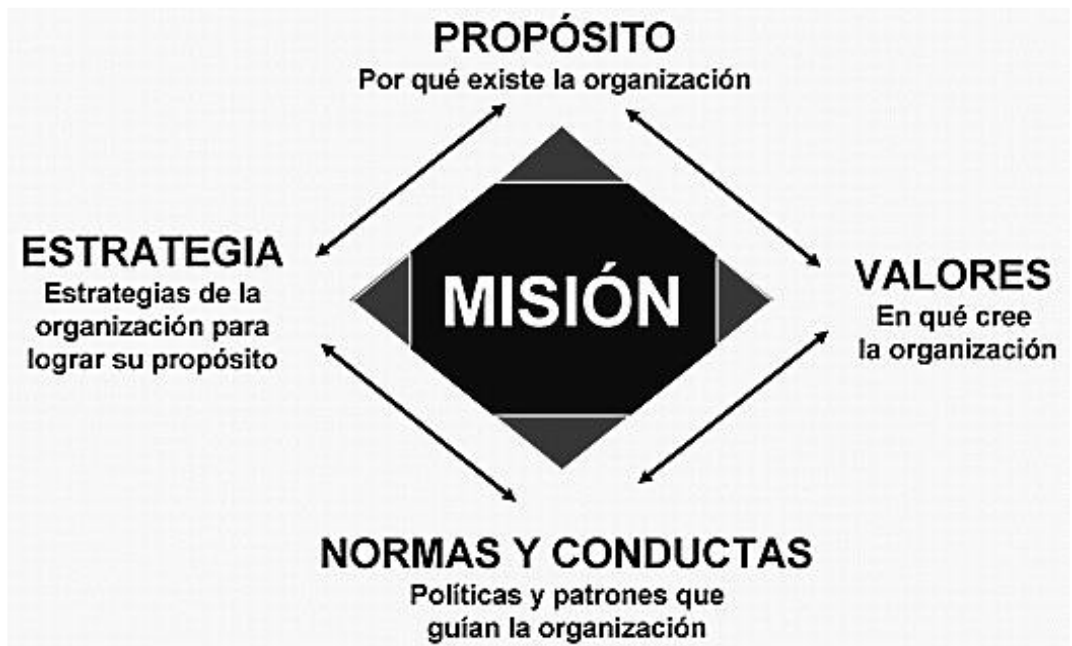 PROPÓSITO
Por qué existe la organización
ESTRATEGIA
Estrategias de la
organización para
lograr su propósito
MISIÓN
VALORES
En qué cree
la organización
NORMAS Y CONDUCTAS
Políticas y patrones que
guían la organización